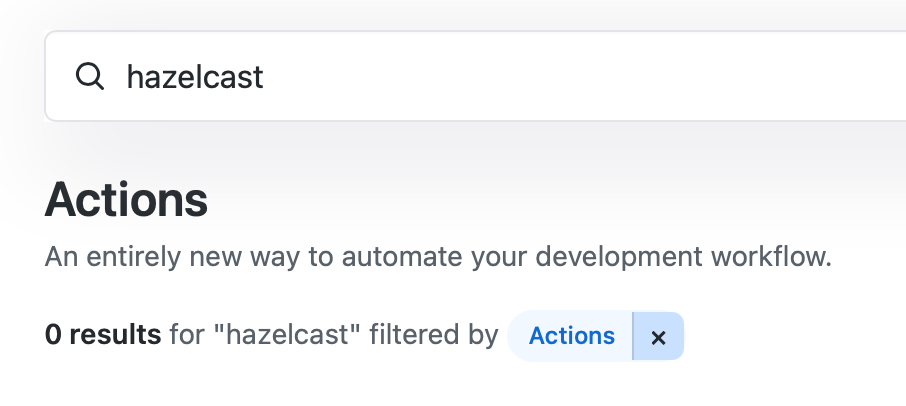 hazelcast
Actions
An entirely new way to automate your development workflow.
0 results for "hazelcast" filtered by Actions ×